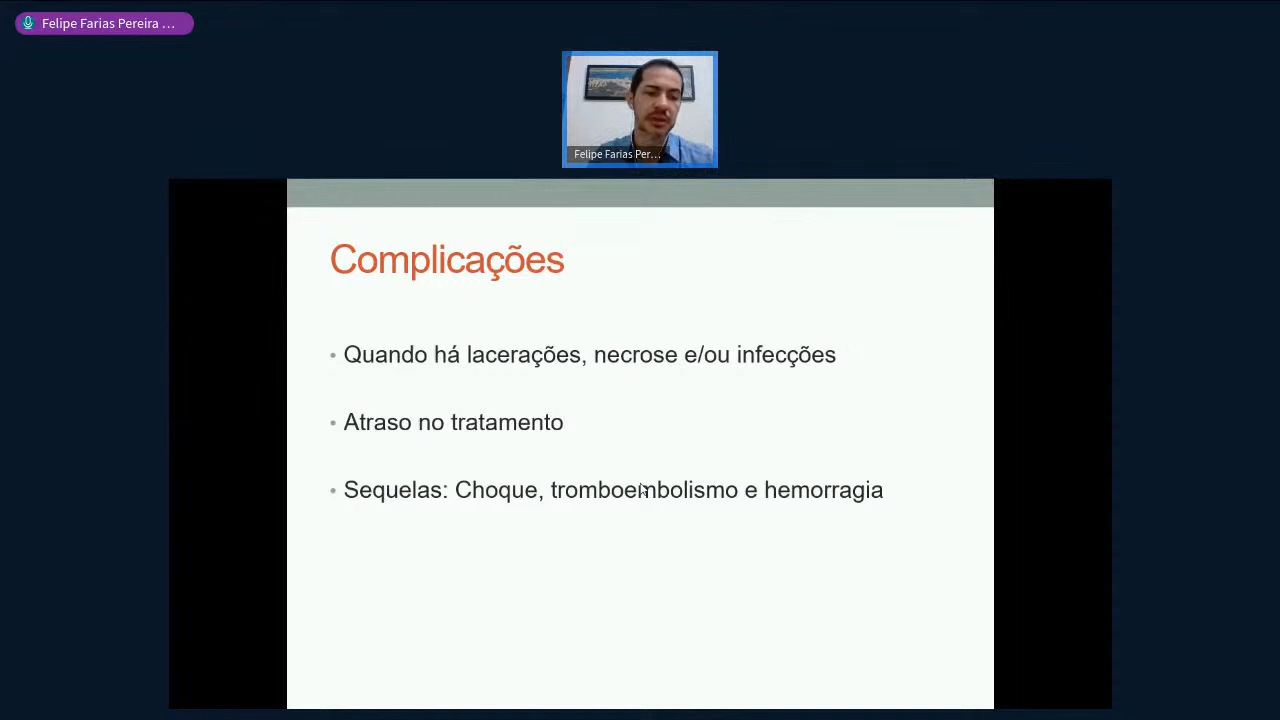 Felipe Farias Pereira ...
Felipe Farias Per...
Complicações
• Quando há lacerações, necrose e/ou infecções
• Atraso no tratamento
• Sequelas: Choque, tromboembolismo e hemorragia